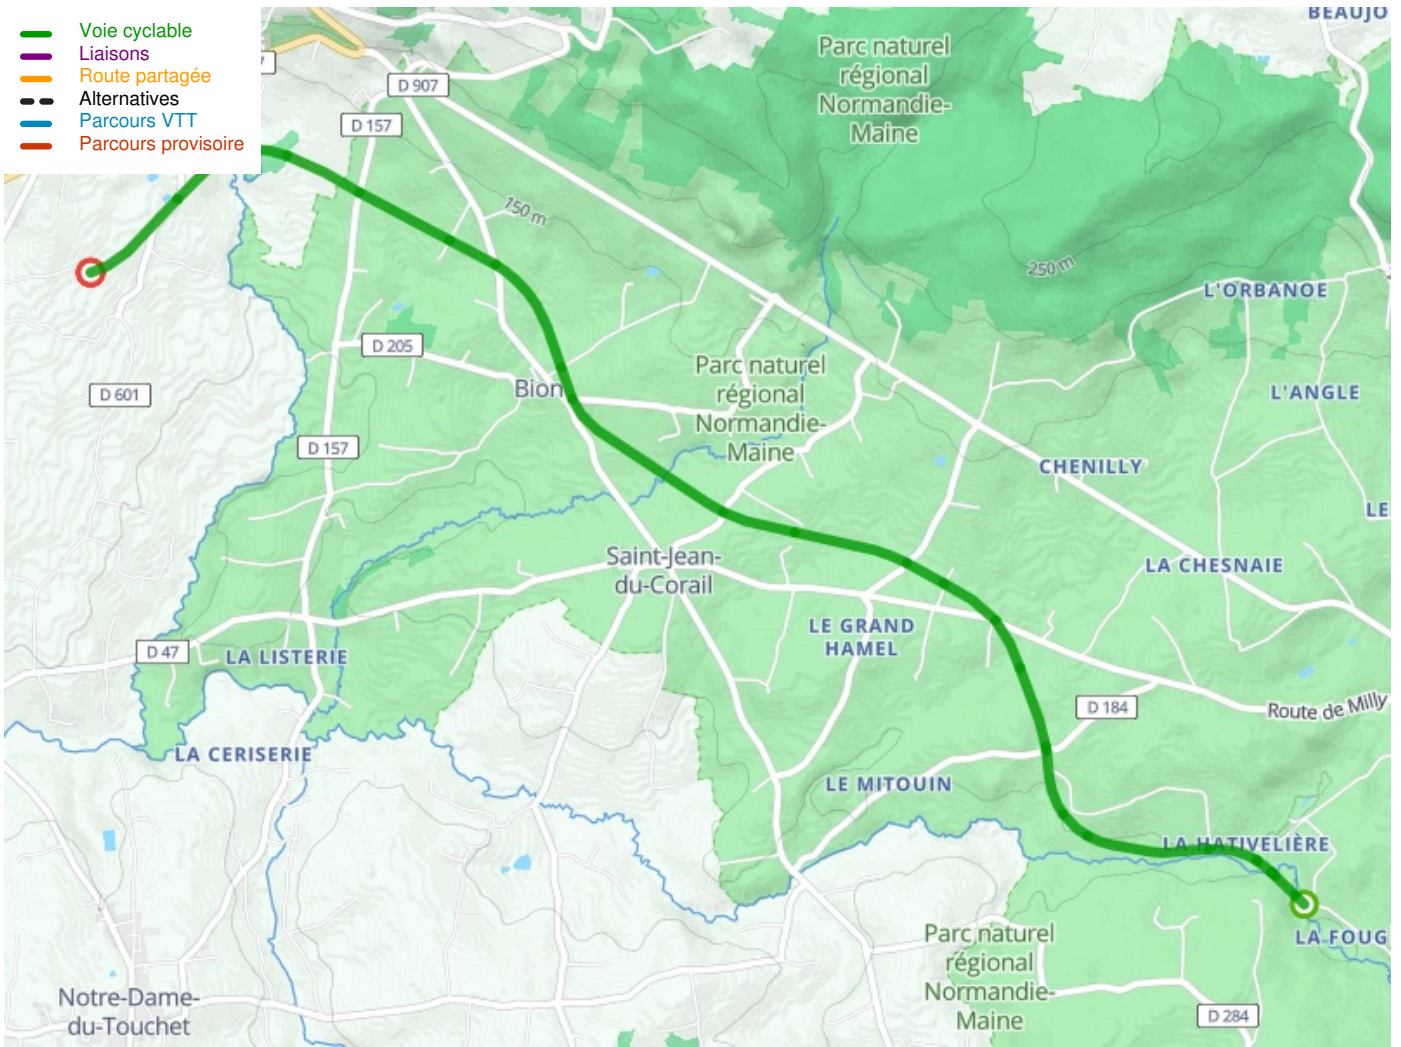 Voie cyclable
Liaisons
Route partagée
Alternatives
Parcours VTT
Parcours provisoire
BEAUJO
Parc naturel
régional
Normandie-
Maine
D 907
D 157
150 m
250 m
L'ORBANOE
D 205
Bion
Parc naturel
régional
Normandie-
Maine
L'ANGLE
D 601
D 157
CHENILLY
LE
Saint-Jean-
du-Corail
LA CHESNAIE
LE GRAND
HAMEL
D 47
LA LISTERIE
D 184
Route de Milly
LA CERISERIE
LE MITOUIN
LA HATIVELIÈRE
Parc naturel
régional
Normandie-
Maine
LA FOUG
Notre-Dame-
du-Touchet
D 284